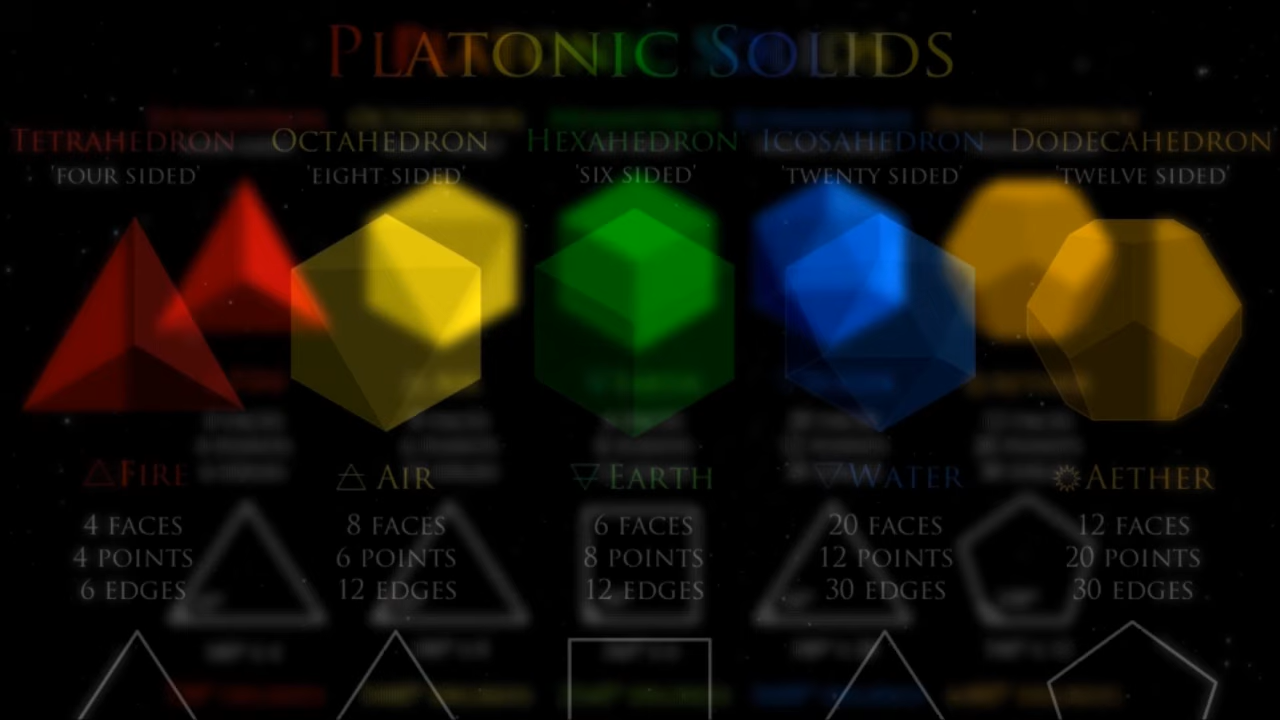 Platonic Solids
Tetrahedron Octahedron Hexahedron Icosahedron Dodecahedron
'four sided' 'eight sided' 'six sided' 'twenty sided' 'twelve sided'
Fire Air Earth Water Aether
4 faces 8 faces 6 faces 20 faces 12 faces
4 points 6 points 8 points 12 points 20 points
6 edges 12 edges 12 edges 30 edges 30 edges